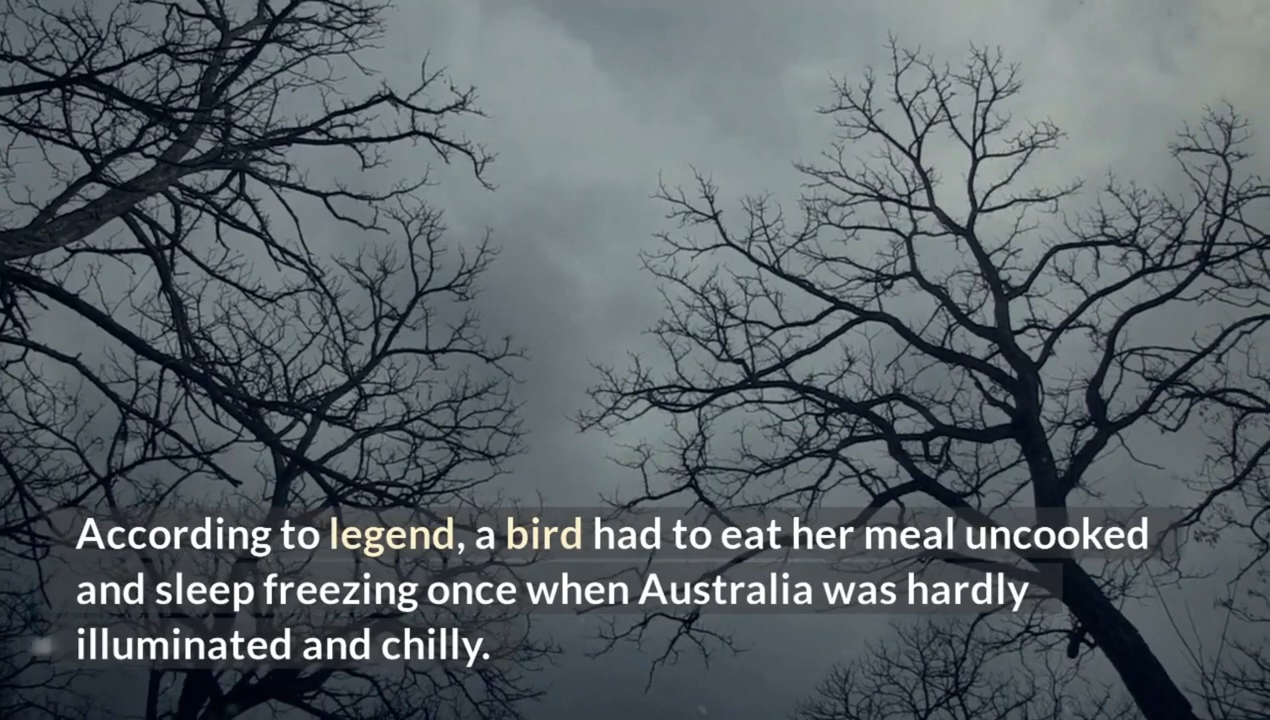 According to legend, a bird had to eat her meal uncooked
and sleep freezing once when Australia was hardly
illuminated and chilly.